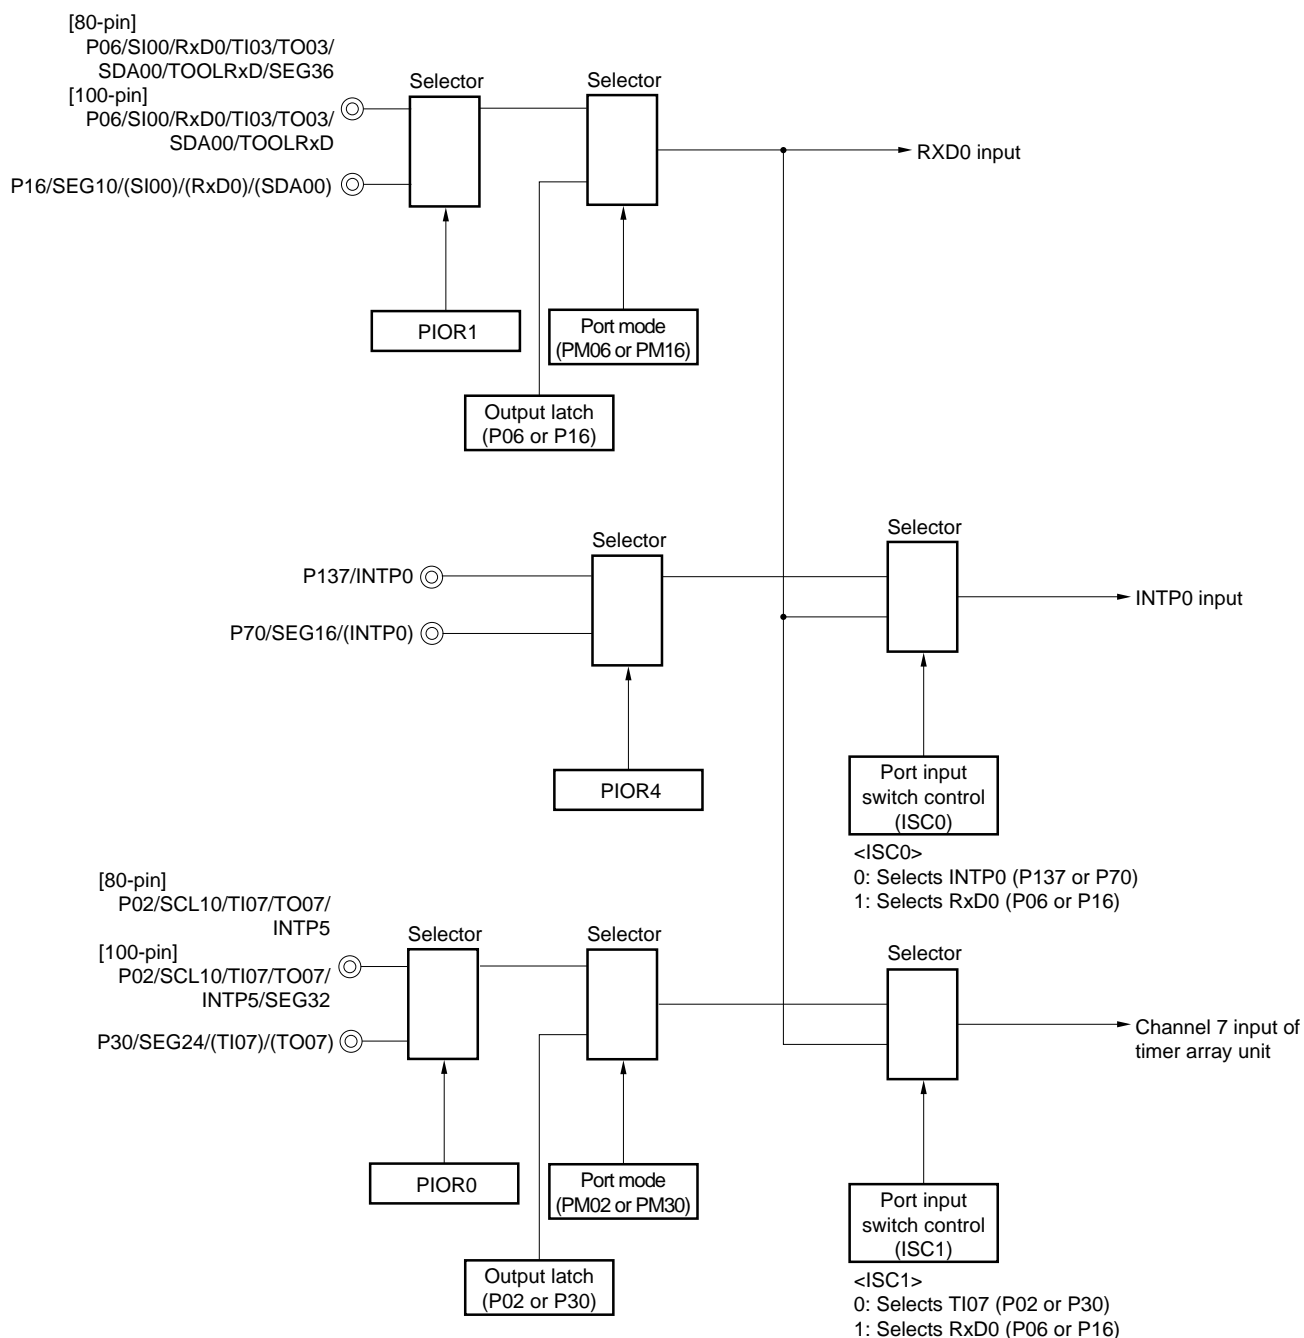 [80-pin]
P06/SI00/RxD0/TI03/TO03/
SDA00/TOOLRxD/SEG36
[100-pin]
P06/SI00/RxD0/TI03/TO03/
SDA00/TOOLRxD
P16/SEG10/(SI00)/(RxD0)/(SDA00)
Selector
Selector
RXD0 input
PIOR1
Port mode
(PM06 or PM16)
Output latch
(P06 or P16)
Selector
Selector
P137/INTP0
P70/SEG16/(INTP0)
INTP0 input
PIOR4
Port input
switch control
(ISC0)
<ISC0>
0: Selects INTP0 (P137 or P70)
1: Selects RxD0 (P06 or P16)
[80-pin]
P02/SCL10/TI07/TO07/
INTP5
[100-pin]
P02/SCL10/TI07/TO07/
INTP5/SEG32
P30/SEG24/(TI07)/(TO07)
Selector
Selector
Selector
Channel 7 input of
timer array unit
PIOR0
Port mode
(PM02 or PM30)
Output latch
(P02 or P30)
Port input
switch control
(ISC1)
<ISC1>
0: Selects TI07 (P02 or P30)
1: Selects RxD0 (P06 or P16)